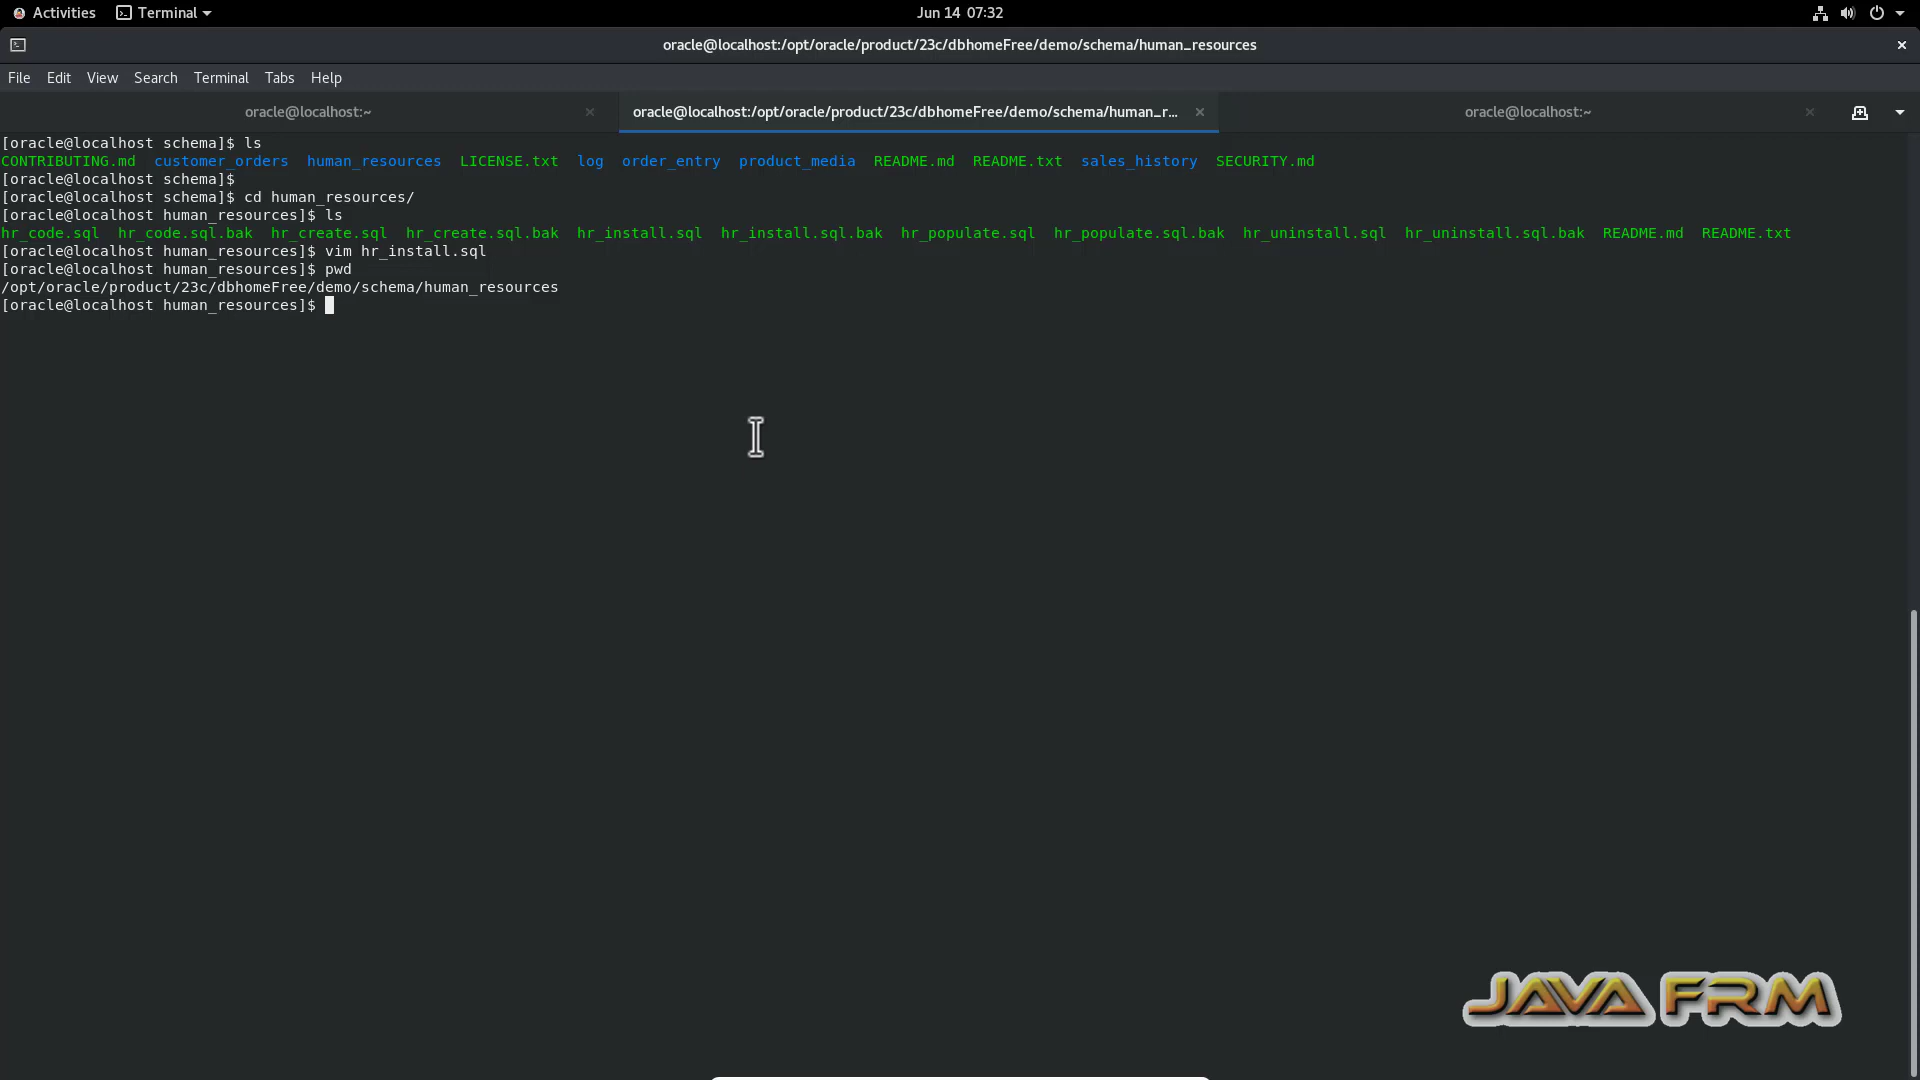 Activities Terminal Jun 14 07:32
oracle@localhost:/opt/oracle/product/23c/dbhomeFree/demo/schema/human_resources
File Edit View Search Terminal Tabs Help
oracle@localhost:~ oracle@localhost:/opt/oracle/product/23c/dbhomeFree/demo/schema/human_r... oracle@localhost:~
[oracle@localhost schema]$ ls
CONTRIBUTING.md customer_orders human_resources LICENSE.txt log order_entry product_media README.md README.txt sales_history SECURITY.md
[oracle@localhost schema]$
[oracle@localhost schema]$ cd human_resources/
[oracle@localhost human_resources]$ ls
hr_code.sql hr_code.sql.bak hr_create.sql hr_create.sql.bak hr_install.sql hr_install.sql.bak hr_populate.sql hr_populate.sql.bak hr_uninstall.sql hr_uninstall.sql.bak README.md README.txt
[oracle@localhost human_resources]$ vim hr_install.sql
[oracle@localhost human_resources]$ pwd
/opt/oracle/product/23c/dbhomeFree/demo/schema/human_resources
[oracle@localhost human_resources]$
JAVA FRM